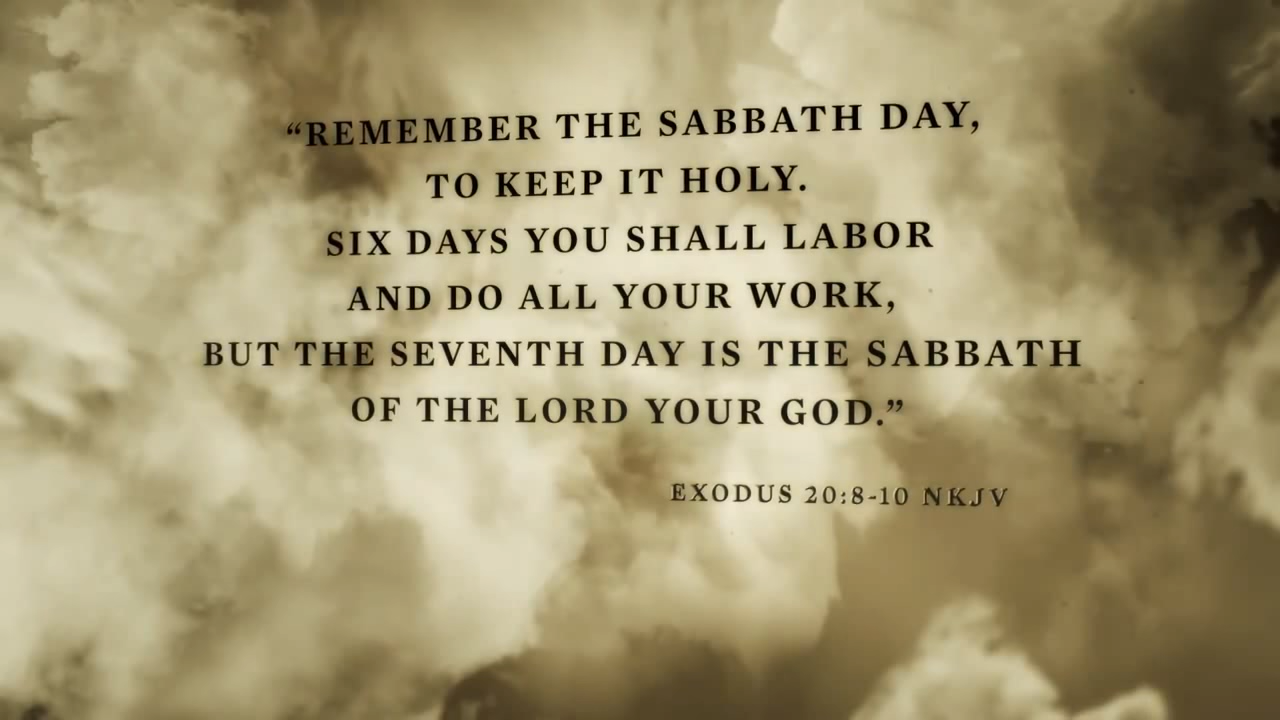 “REMEMBER THE SABBATH DAY,
TO KEEP IT HOLY.
SIX DAYS YOU SHALL LABOR
AND DO ALL YOUR WORK,
BUT THE SEVENTH DAY IS THE SABBATH
OF THE LORD YOUR GOD.”
EXODUS 20:8-10 NKJV